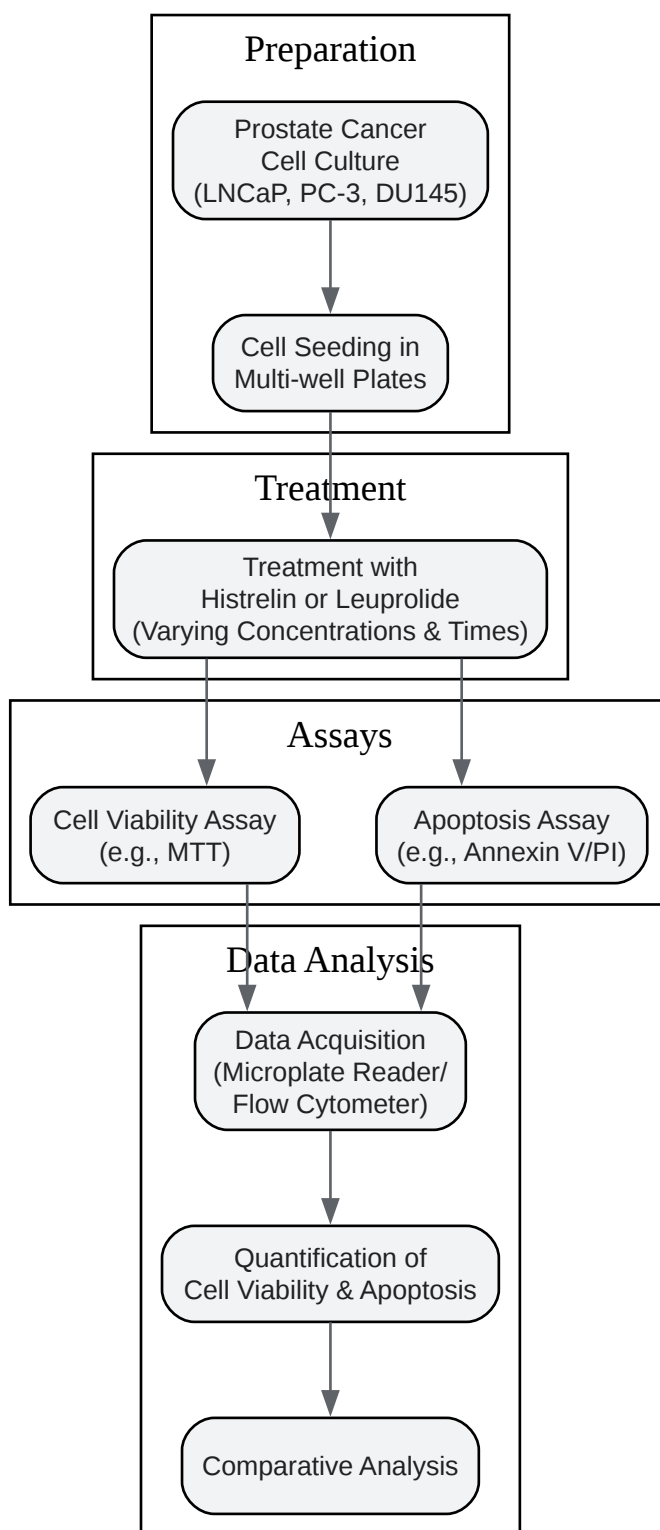 Preparation
Prostate Cancer
Cell Culture
(LNCaP, PC-3, DU145)
Cell Seeding in
Multi-well Plates
Treatment
Treatment with
Histrelin or Leuprolide
(Varying Concentrations & Times)
Assays
Cell Viability Assay
(e.g., MTT)
Apoptosis Assay
(e.g., Annexin V/PI)
Data Analysis
Data Acquisition
(Microplate Reader/
Flow Cytometer)
Quantification of
Cell Viability & Apoptosis
Comparative Analysis